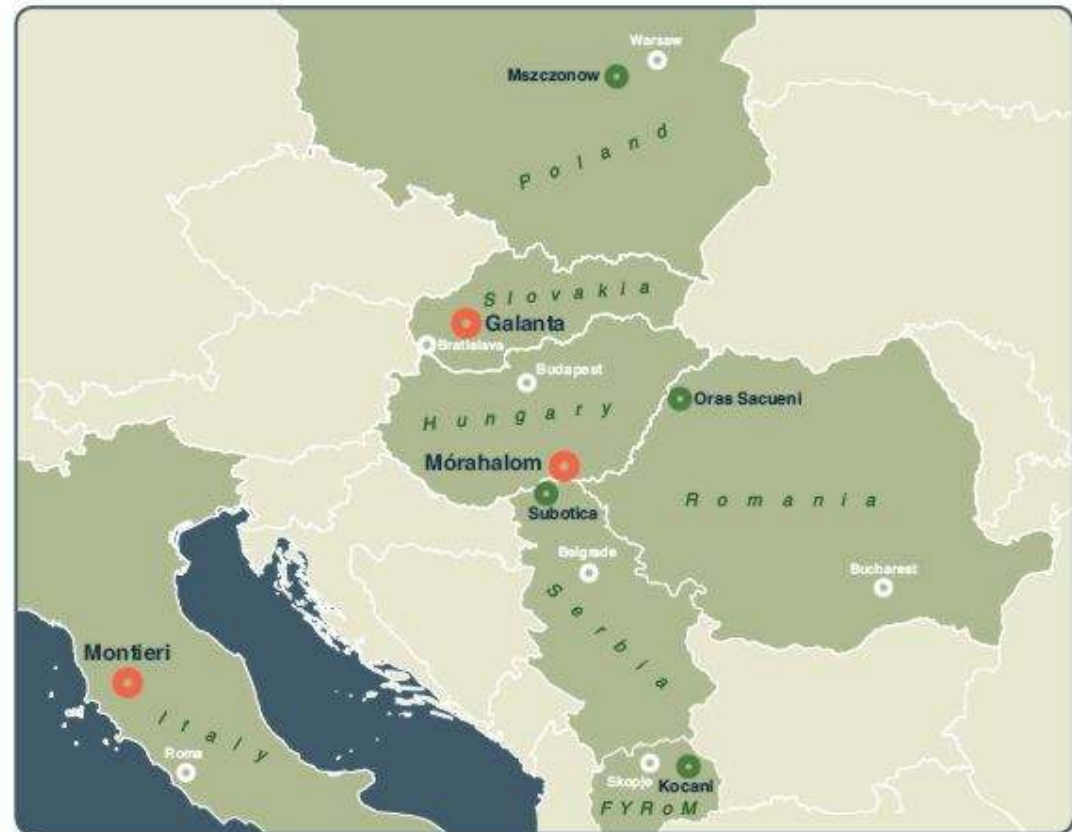 Warsaw
Mszczonow
Poland
Slovakia
Galanta
Bratislava
Budapest
Oras Sacueni
Hungary
Mórahalom
Romania
Subotica
Belgrade
Bucharest
Serbia
Montieri
Italy
Roma
Skopje
Kocani
FYRoM